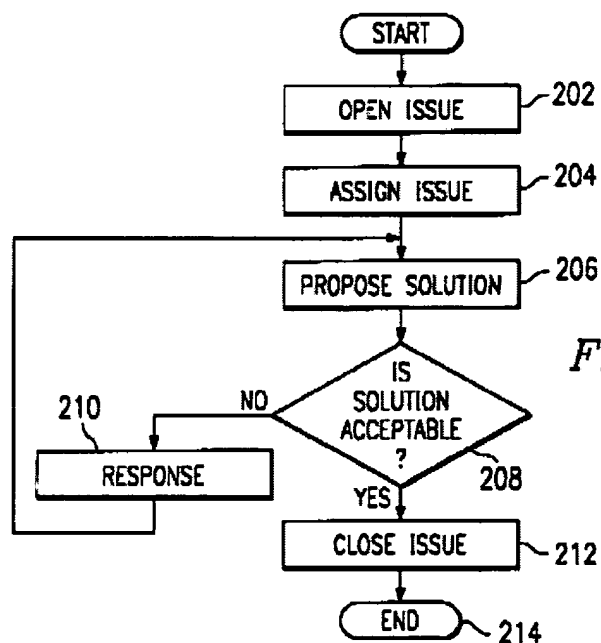 START
OPEN ISSUE
202
ASSIGN ISSUE
204
PROPOSE SOLUTION
206
IS
SOLUTION
ACCEPTABLE
?
208
F
NO
210
RESPONSE
YES
CLOSE ISSUE
212
END
214